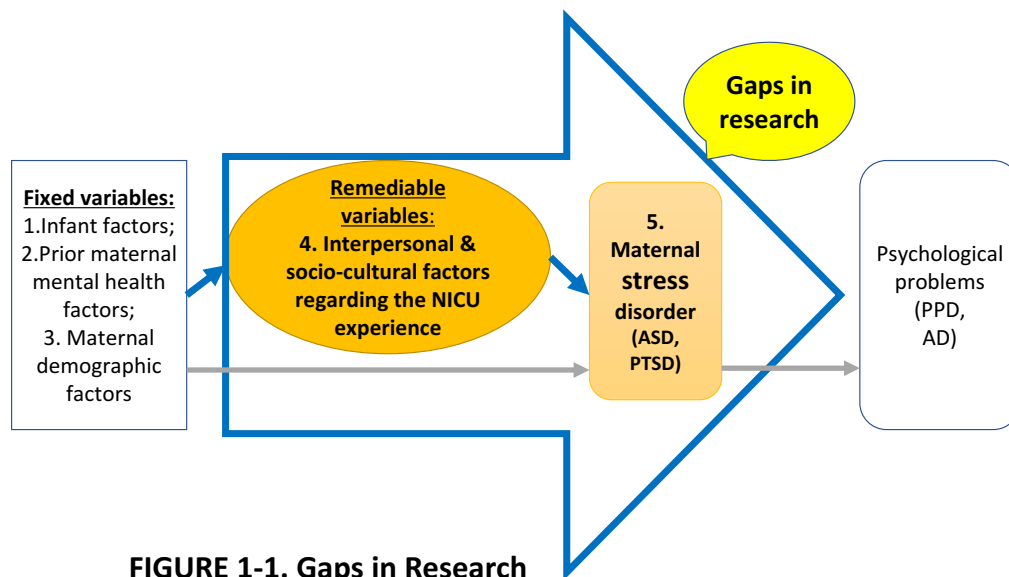 Gaps in
research
Fixed variables:
1.Infant factors;
2.Prior maternal
mental health
factors;
3. Maternal
demographic
factors
Remediable
variables:
4. Interpersonal &
socio-cultural factors
regarding the NICU
experience
5.
Maternal
stress
disorder
(ASD,
PTSD)
Psychological
problems
(PPD,
AD)
FIGURE 1-1. Gaps in Research